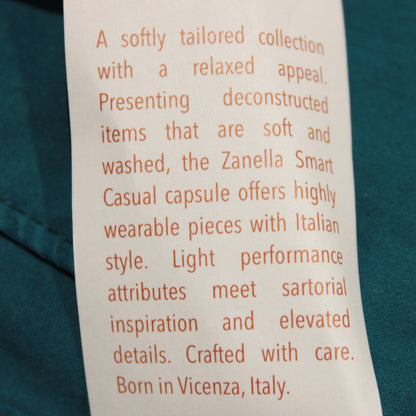 A softly tailored collection
with a relaxed appeal.
Presenting deconstructed
items that are soft and
washed, the Zanella Smart
Casual capsule offers highly
wearable pieces with Italian
style. Light performance
attributes meet sartorial
inspiration and elevated
details. Crafted with care.
Born in Vicenza, Italy.